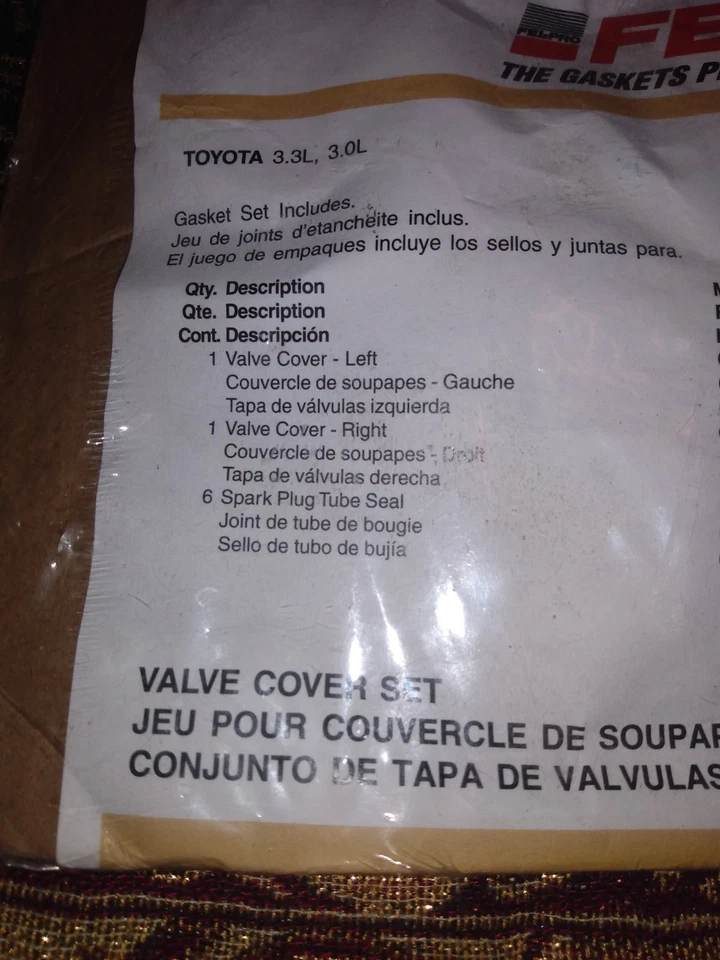 FELPRO
FE
THE GASKETS P
TOYOTA 3.3L, 3.0L
Gasket Set Includes.
Jeu de joints d'etancheite inclus.
El juego de empaques incluye los sellos y juntas para.
Qty. Description
Qte. Description
Cont. Descripción
1 Valve Cover - Left
Couvercle de soupapes - Gauche
Tapa de válvulas izquierda
1 Valve Cover - Right
Couvercle de soupapes - Droit
Tapa de válvulas derecha
6 Spark Plug Tube Seal
Joint de tube de bougie
Sello de tubo de bujía
VALVE COVER SET
JEU POUR COUVERCLE DE SOUPAP
CONJUNTO DE TAPA DE VALVULAS